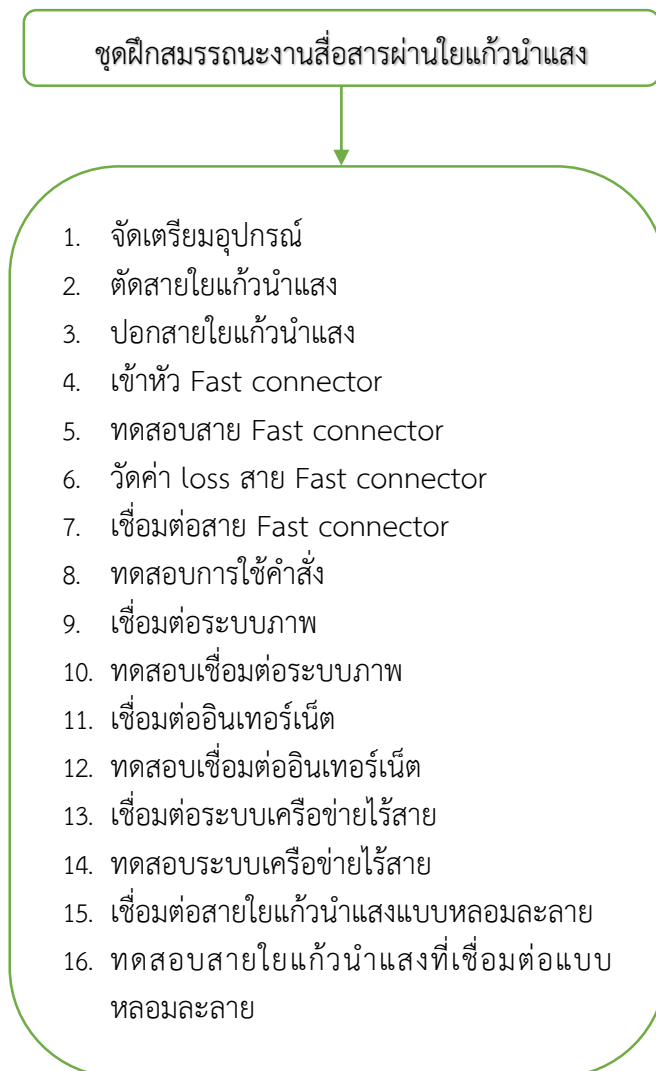 ชุดฝึกสมรรถนะงานสื่อสารผ่านใยแก้วนำแสง
1. จัดเตรียมอุปกรณ์
2. ตัดสายใยแก้วนำแสง
3. ปอกสายใยแก้วนำแสง
4. เข้าหัว Fast connector
5. ทดสอบสาย Fast connector
6. วัดค่า loss สาย Fast connector
7. เชื่อมต่อสาย Fast connector
8. ทดสอบการใช้คำสั่ง
9. เชื่อมต่อระบบภาพ
10. ทดสอบเชื่อมต่อระบบภาพ
11. เชื่อมต่ออินเทอร์เน็ต
12. ทดสอบเชื่อมต่ออินเทอร์เน็ต
13. เชื่อมต่อระบบเครือข่ายไร้สาย
14. ทดสอบระบบเครือข่ายไร้สาย
15. เชื่อมต่อสายใยแก้วนำแสงแบบหลอมละลาย
16. ทดสอบสายใยแก้วนำแสงที่เชื่อมต่อแบบ
หลอมละลาย